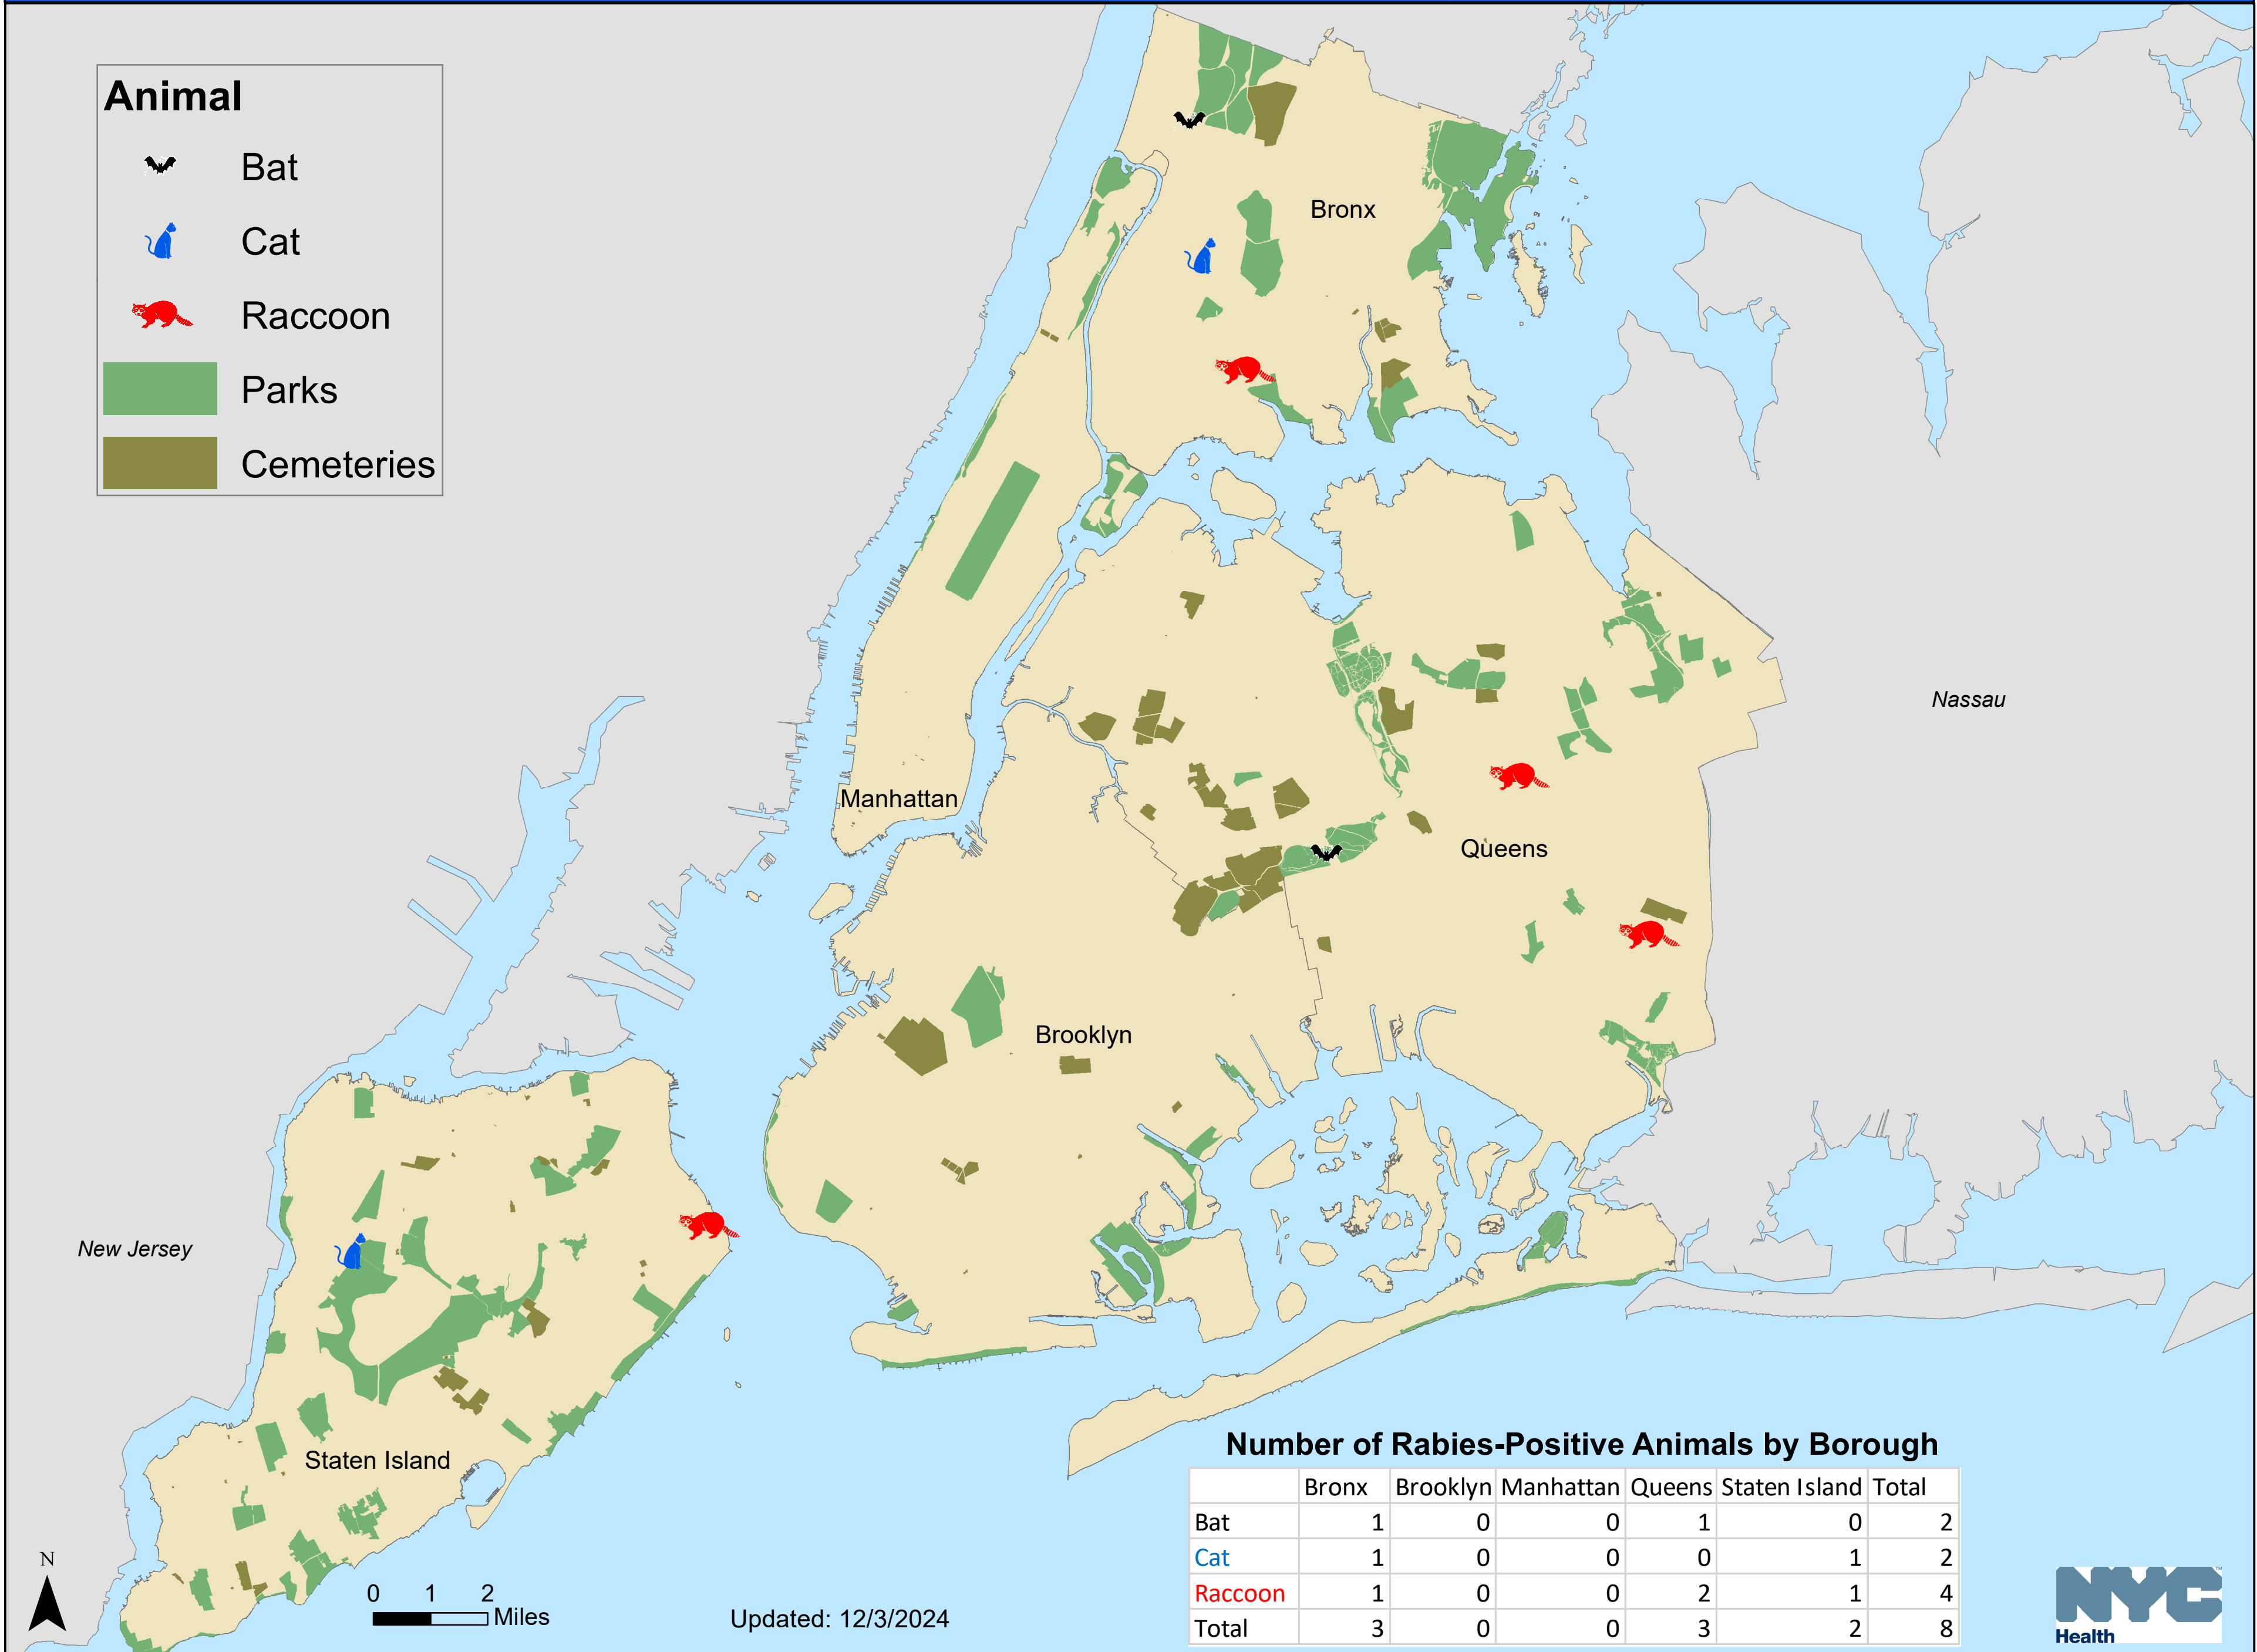 Animal
Bat
Cat
Raccoon
Parks
Cemeteries
Bronx
Nassau
Manhattan
Queens
Brooklyn
New Jersey
Staten Island
Number of Rabies-Positive Animals by Borough
Bronx Brooklyn Manhattan Queens Staten Island Total
Bat 1 0 0 1 0 2
Cat 1 0 0 0 1 2
Raccoon 1 0 0 2 1 4
Total 3 0 0 3 2 8
N
0 1 2
Miles
Updated: 12/3/2024
NYC
Health